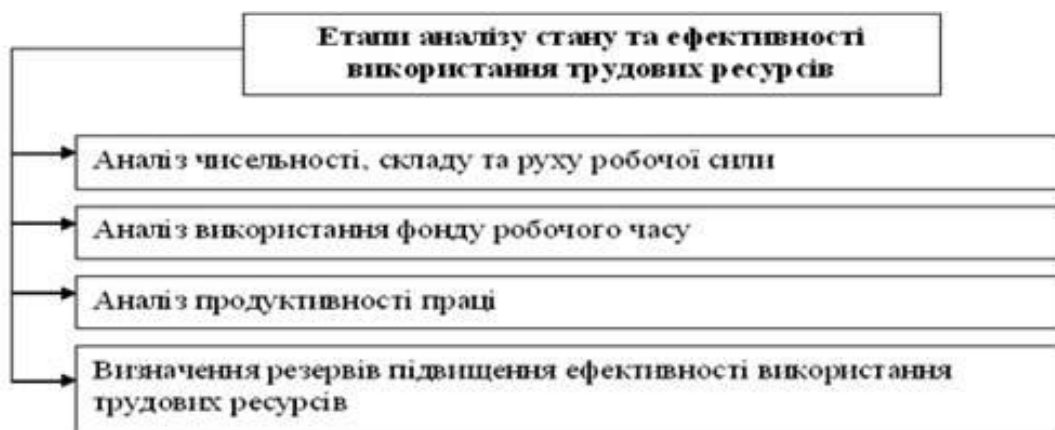 Етапи аналізу стану та ефективності
використання трудових ресурсів
Аналіз чисельності, складу та руху робочої сили
Аналіз використання фонду робочого часу
Аналіз продуктивності праці
Визначення резервів підвищення ефективності використання
трудових ресурсів